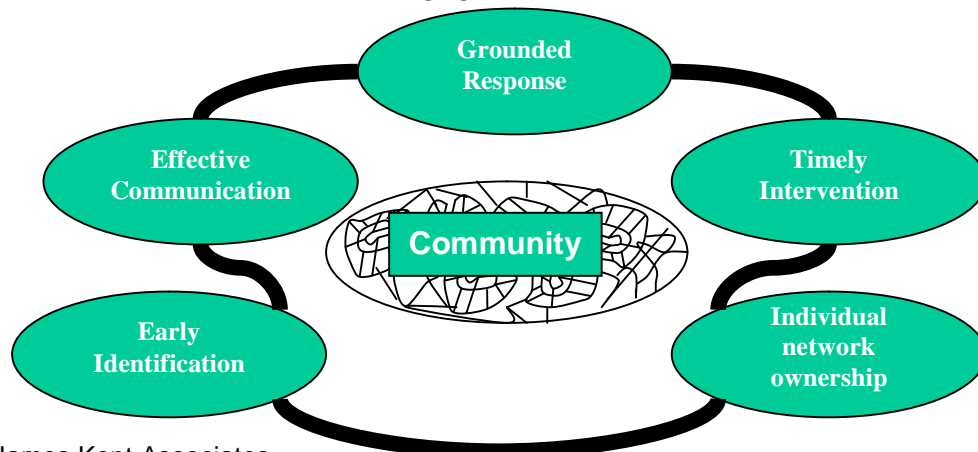 Grounded
Response
Effective
Communication
Timely
Intervention
Community
Early
Identification
Individual
network
ownership
James Kent Associates